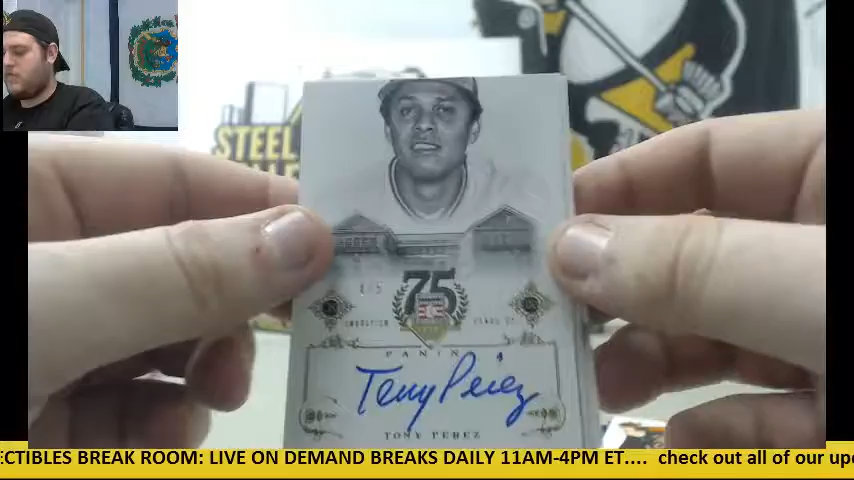 STEEL
75
PANINI
Tony Perez
TONY PEREZ
ECTIBLES BREAK ROOM: LIVE ON DEMAND BREAKS DAILY 11AM-4PM ET.... check out all of our upc